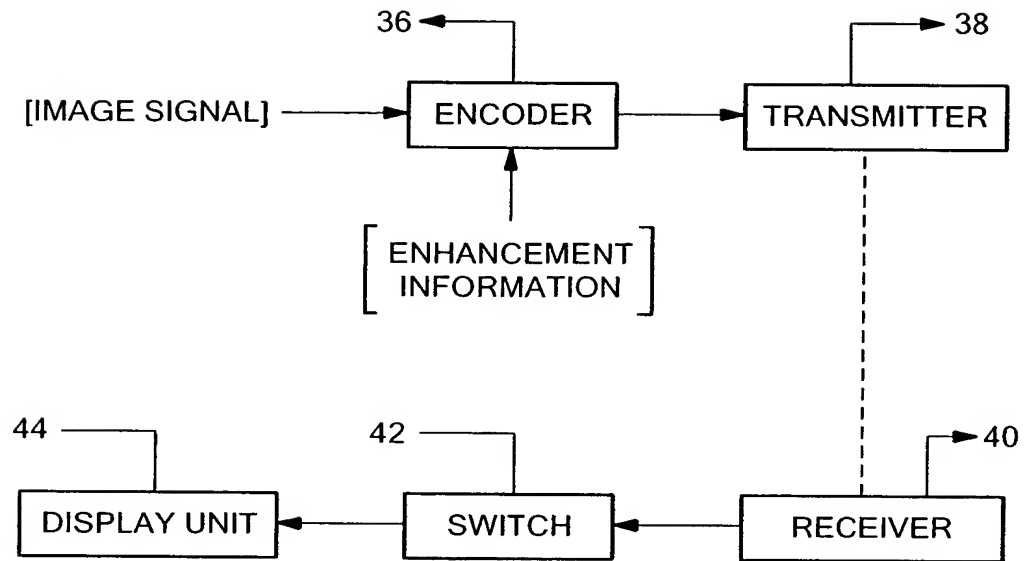 36
38
[IMAGE SIGNAL]
ENCODER
TRANSMITTER
[ENHANCEMENT
INFORMATION]
44
42
40
DISPLAY UNIT
SWITCH
RECEIVER